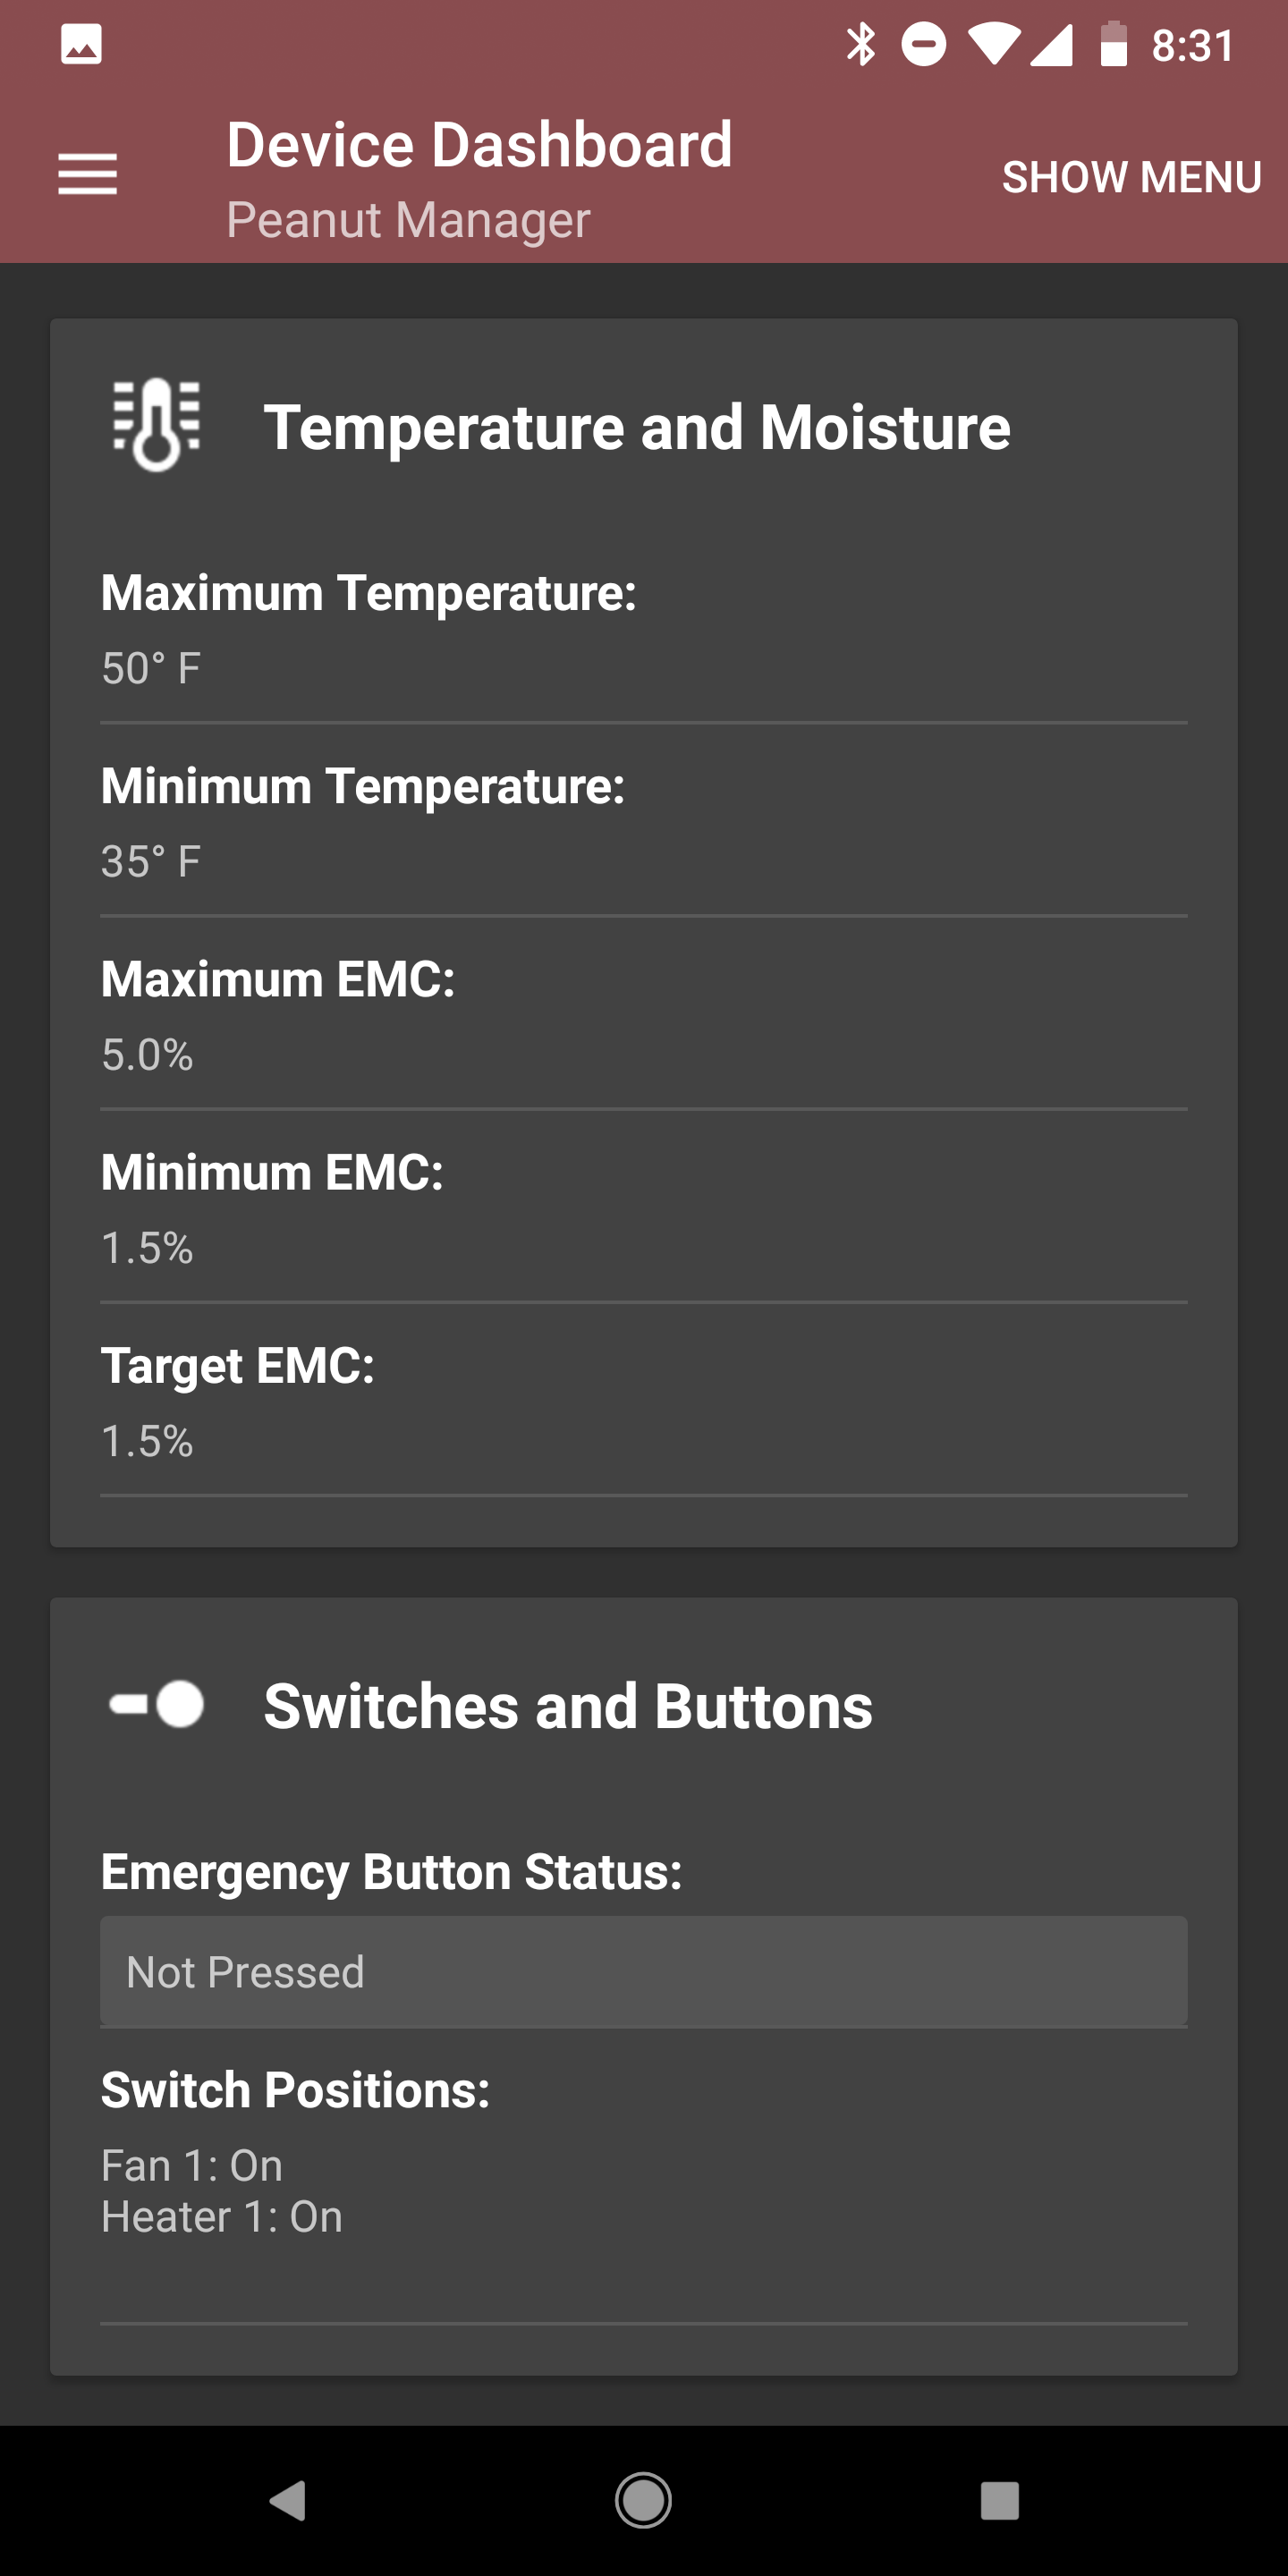 8:31
Device Dashboard
Peanut Manager
SHOW MENU
Temperature and Moisture
Maximum Temperature:
50° F
Minimum Temperature:
35° F
Maximum EMC:
5.0%
Minimum EMC:
1.5%
Target EMC:
1.5%
Switches and Buttons
Emergency Button Status:
Not Pressed
Switch Positions:
Fan 1: On
Heater 1: On